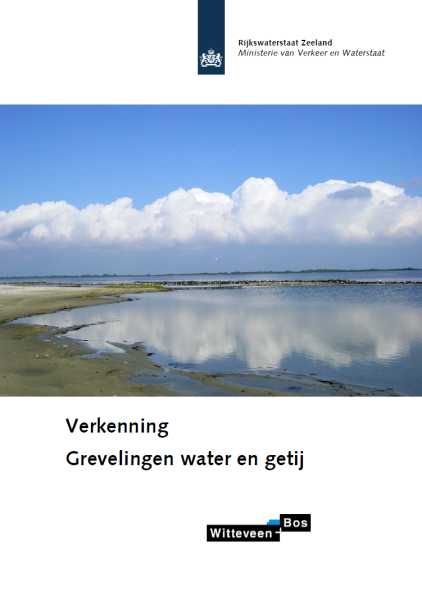 Rijkswaterstaat Zeeland
Ministerie van Verkeer en Waterstaat
Verkenning
Grevelingen water en getij
Witteveen + Bos